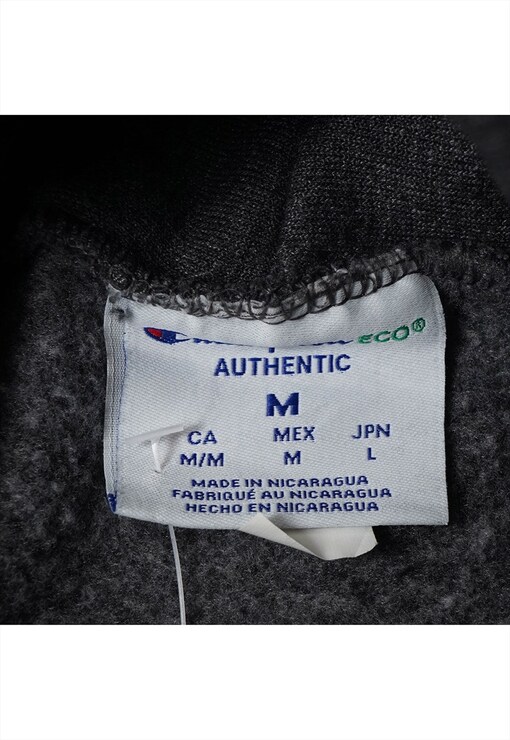 ECO®
AUTHENTIC
M
CA MEX JPN
M/M M L
MADE IN NICARAGUA
FABRIQUÉ AU NICARAGUA
HECHO EN NICARAGUA